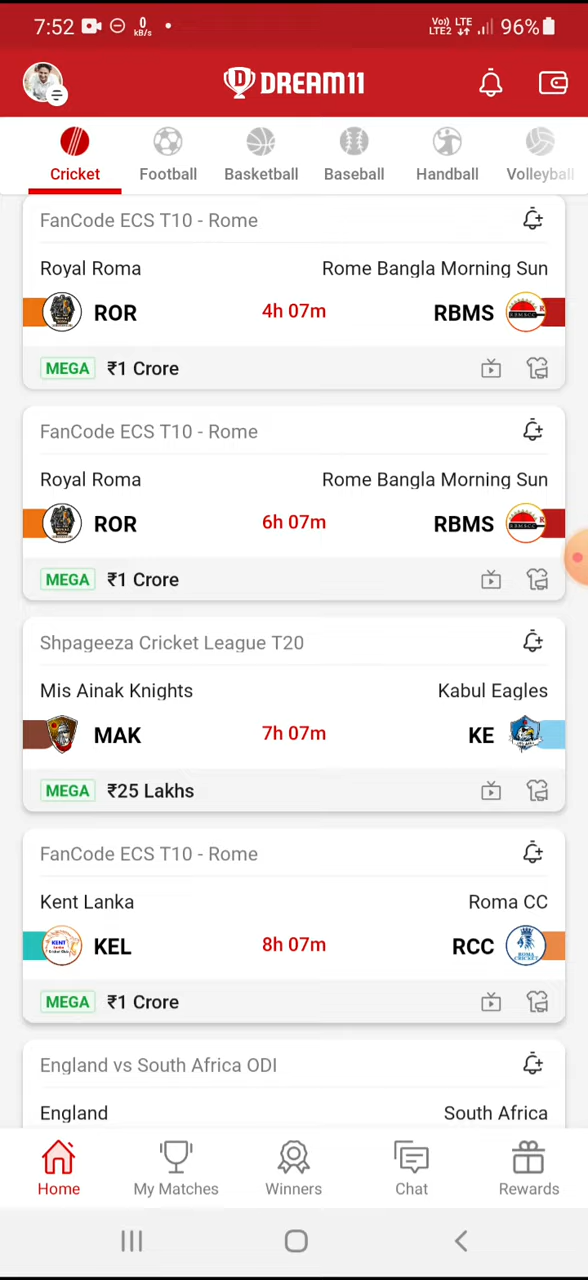 7:52 0 kB/s Vo)) LTE LTE2 96%
DREAM11
Cricket Football Basketball Baseball Handball Volleyball
FanCode ECS T10 - Rome
Royal Roma Rome Bangla Morning Sun
ROR 4h 07m RBMS
MEGA ₹1 Crore
FanCode ECS T10 - Rome
Royal Roma Rome Bangla Morning Sun
ROR 6h 07m RBMS
MEGA ₹1 Crore
Shpageeza Cricket League T20
Mis Ainak Knights Kabul Eagles
MAK 7h 07m KE
MEGA ₹25 Lakhs
FanCode ECS T10 - Rome
Kent Lanka Roma CC
KEL 8h 07m RCC
MEGA ₹1 Crore
England vs South Africa ODI
England South Africa
Home My Matches Winners Chat Rewards